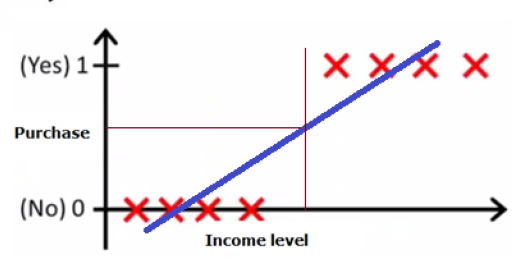 (Yes) 1
Purchase
(No) 0
Income level